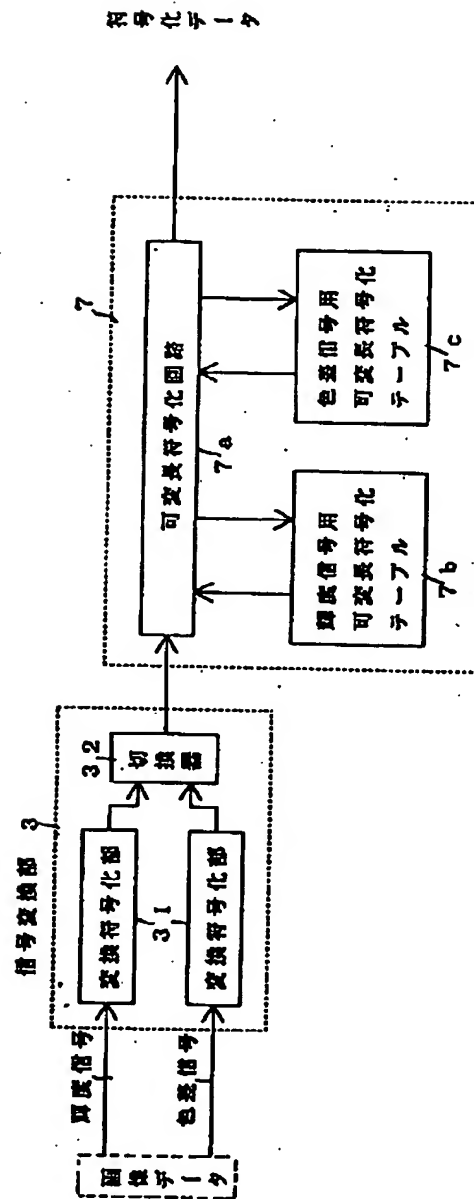 画像データ
輝度信号
色差信号
信号変換部 3
変換符号化部
31
変換符号化部
32
切換器
7
可変長符号化回路
7a
輝度信号用
可変長符号化
テーブル
7b
色差信号用
可変長符号化
テーブル
7c
符号化データ